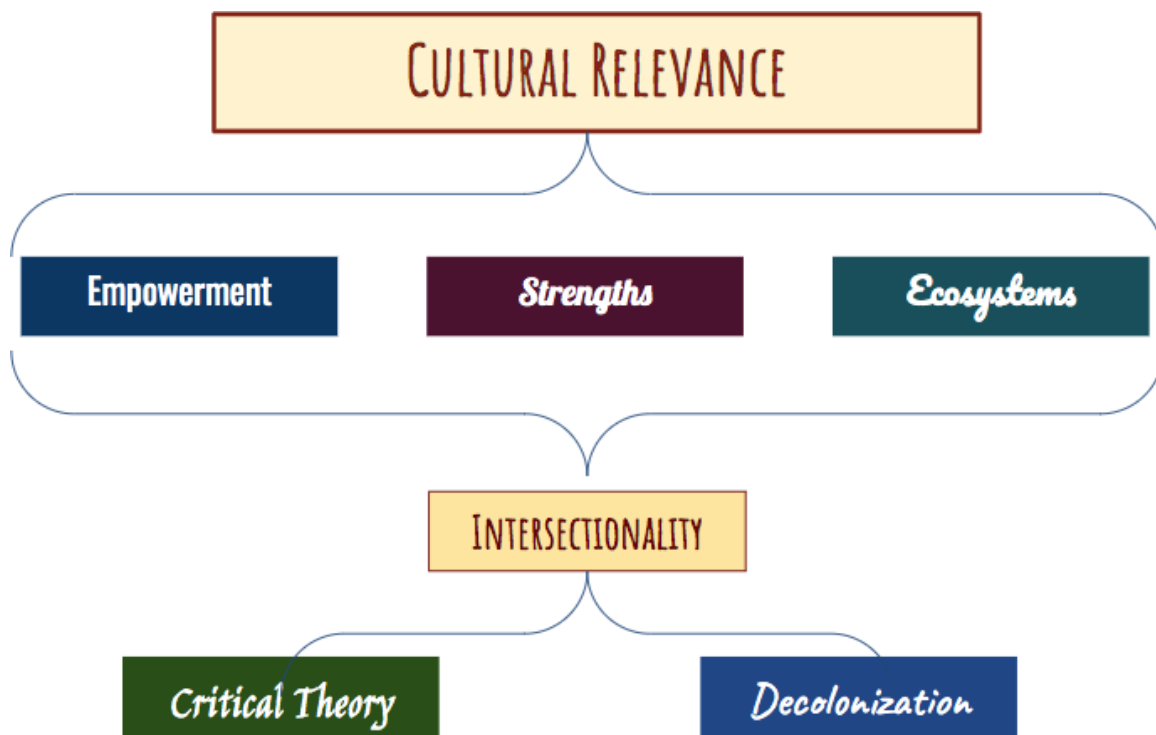 CULTURAL RELEVANCE
Empowerment
Strengths
Ecosystems
INTERSECTIONALITY
Critical Theory
Decolonization